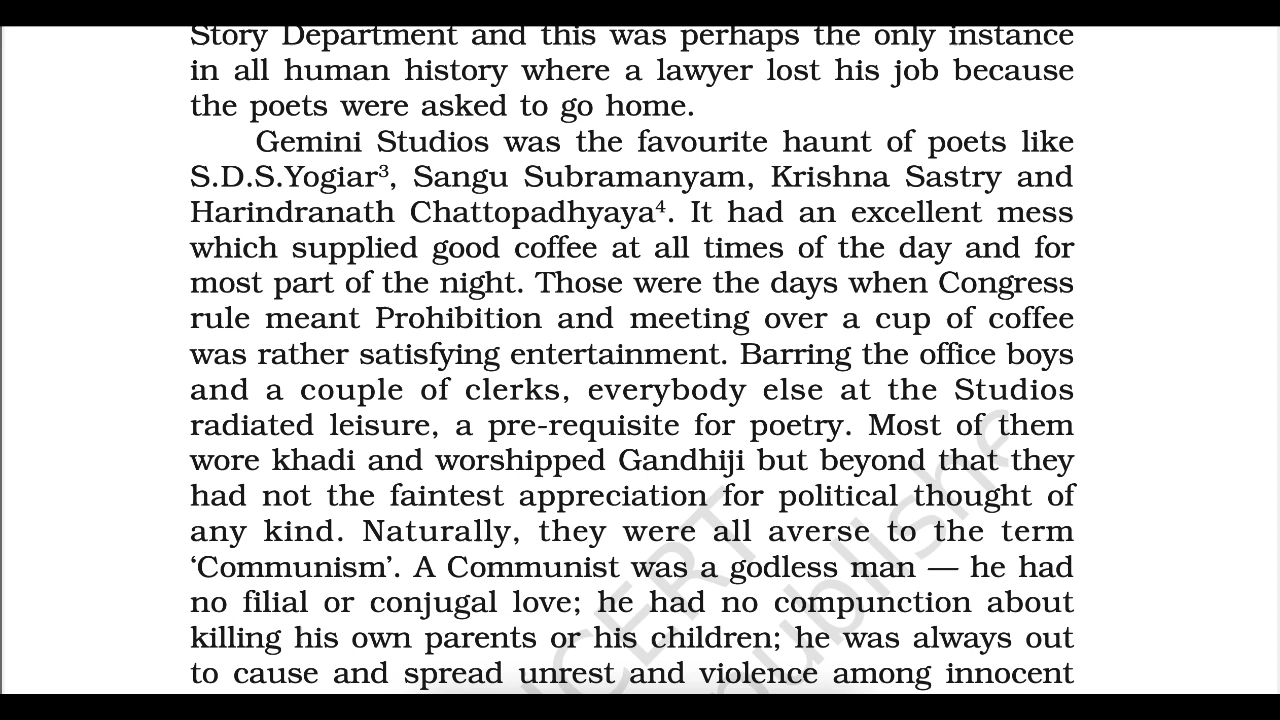 Story Department and this was perhaps the only instance
in all human history where a lawyer lost his job because
the poets were asked to go home.
Gemini Studios was the favourite haunt of poets like
S.D.S.Yogiar³, Sangu Subramanyam, Krishna Sastry and
Harindranath Chattopadhyaya⁴. It had an excellent mess
which supplied good coffee at all times of the day and for
most part of the night. Those were the days when Congress
rule meant Prohibition and meeting over a cup of coffee
was rather satisfying entertainment. Barring the office boys
and a couple of clerks, everybody else at the Studios
radiated leisure, a pre-requisite for poetry. Most of them
wore khadi and worshipped Gandhiji but beyond that they
had not the faintest appreciation for political thought of
any kind. Naturally, they were all averse to the term
‘Communism’. A Communist was a godless man — he had
no filial or conjugal love; he had no compunction about
killing his own parents or his children; he was always out
to cause and spread unrest and violence among innocent